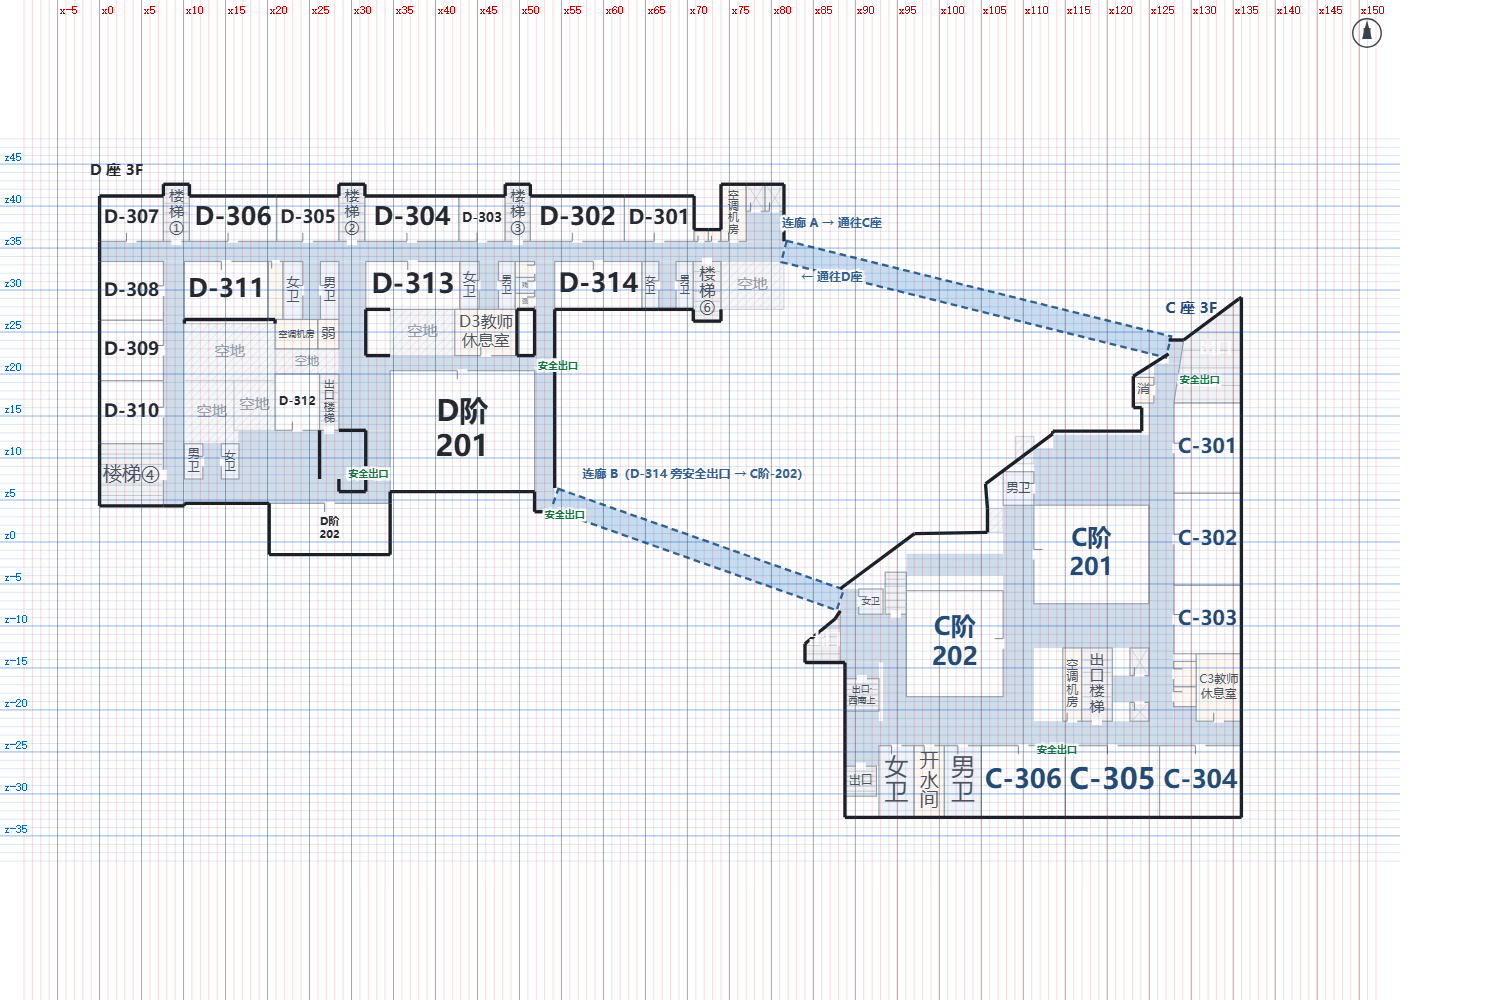 x−5 x0 x5 x10 x15 x20 x25 x30 x35 x40 x45 x50 x55 x60 x65 x70 x75 x80 x85 x90 x95 x100 x105 x110 x115 x120 x125 x130 x135 x140 x145 x150
z45
z40
z35
z30
z25
z20
z15
z10
z5
z0
z−5
z−10
z−15
z−20
z−25
z−30
z−35
D 座 3F
D-307
楼梯①
D-306
D-305
楼梯②
D-304
D-303
楼梯③
D-302
D-301
空调机房
连廊 A → 通往C座
← 通往D座
D-308
D-311
女卫
男卫
D-313
女卫
男卫
D-314
女卫
男卫
楼梯⑥
空地
D-309
空地
空调机房
弱
空地
空地
D3教师
休息室
安全出口
D-310
空地
空地
D-312
出口楼梯
D阶
201
楼梯④
男卫
女卫
安全出口
连廊 B（D-314 旁安全出口 → C阶-202）
安全出口
D阶
202
C 座 3F
安全出口
消
C-301
男卫
C阶
201
C-302
女卫
C阶
202
C-303
空调机房
出口楼梯
C3教师
休息室
出口-
西南上
安全出口
出口
女卫
开水间
男卫
C-306
C-305
C-304